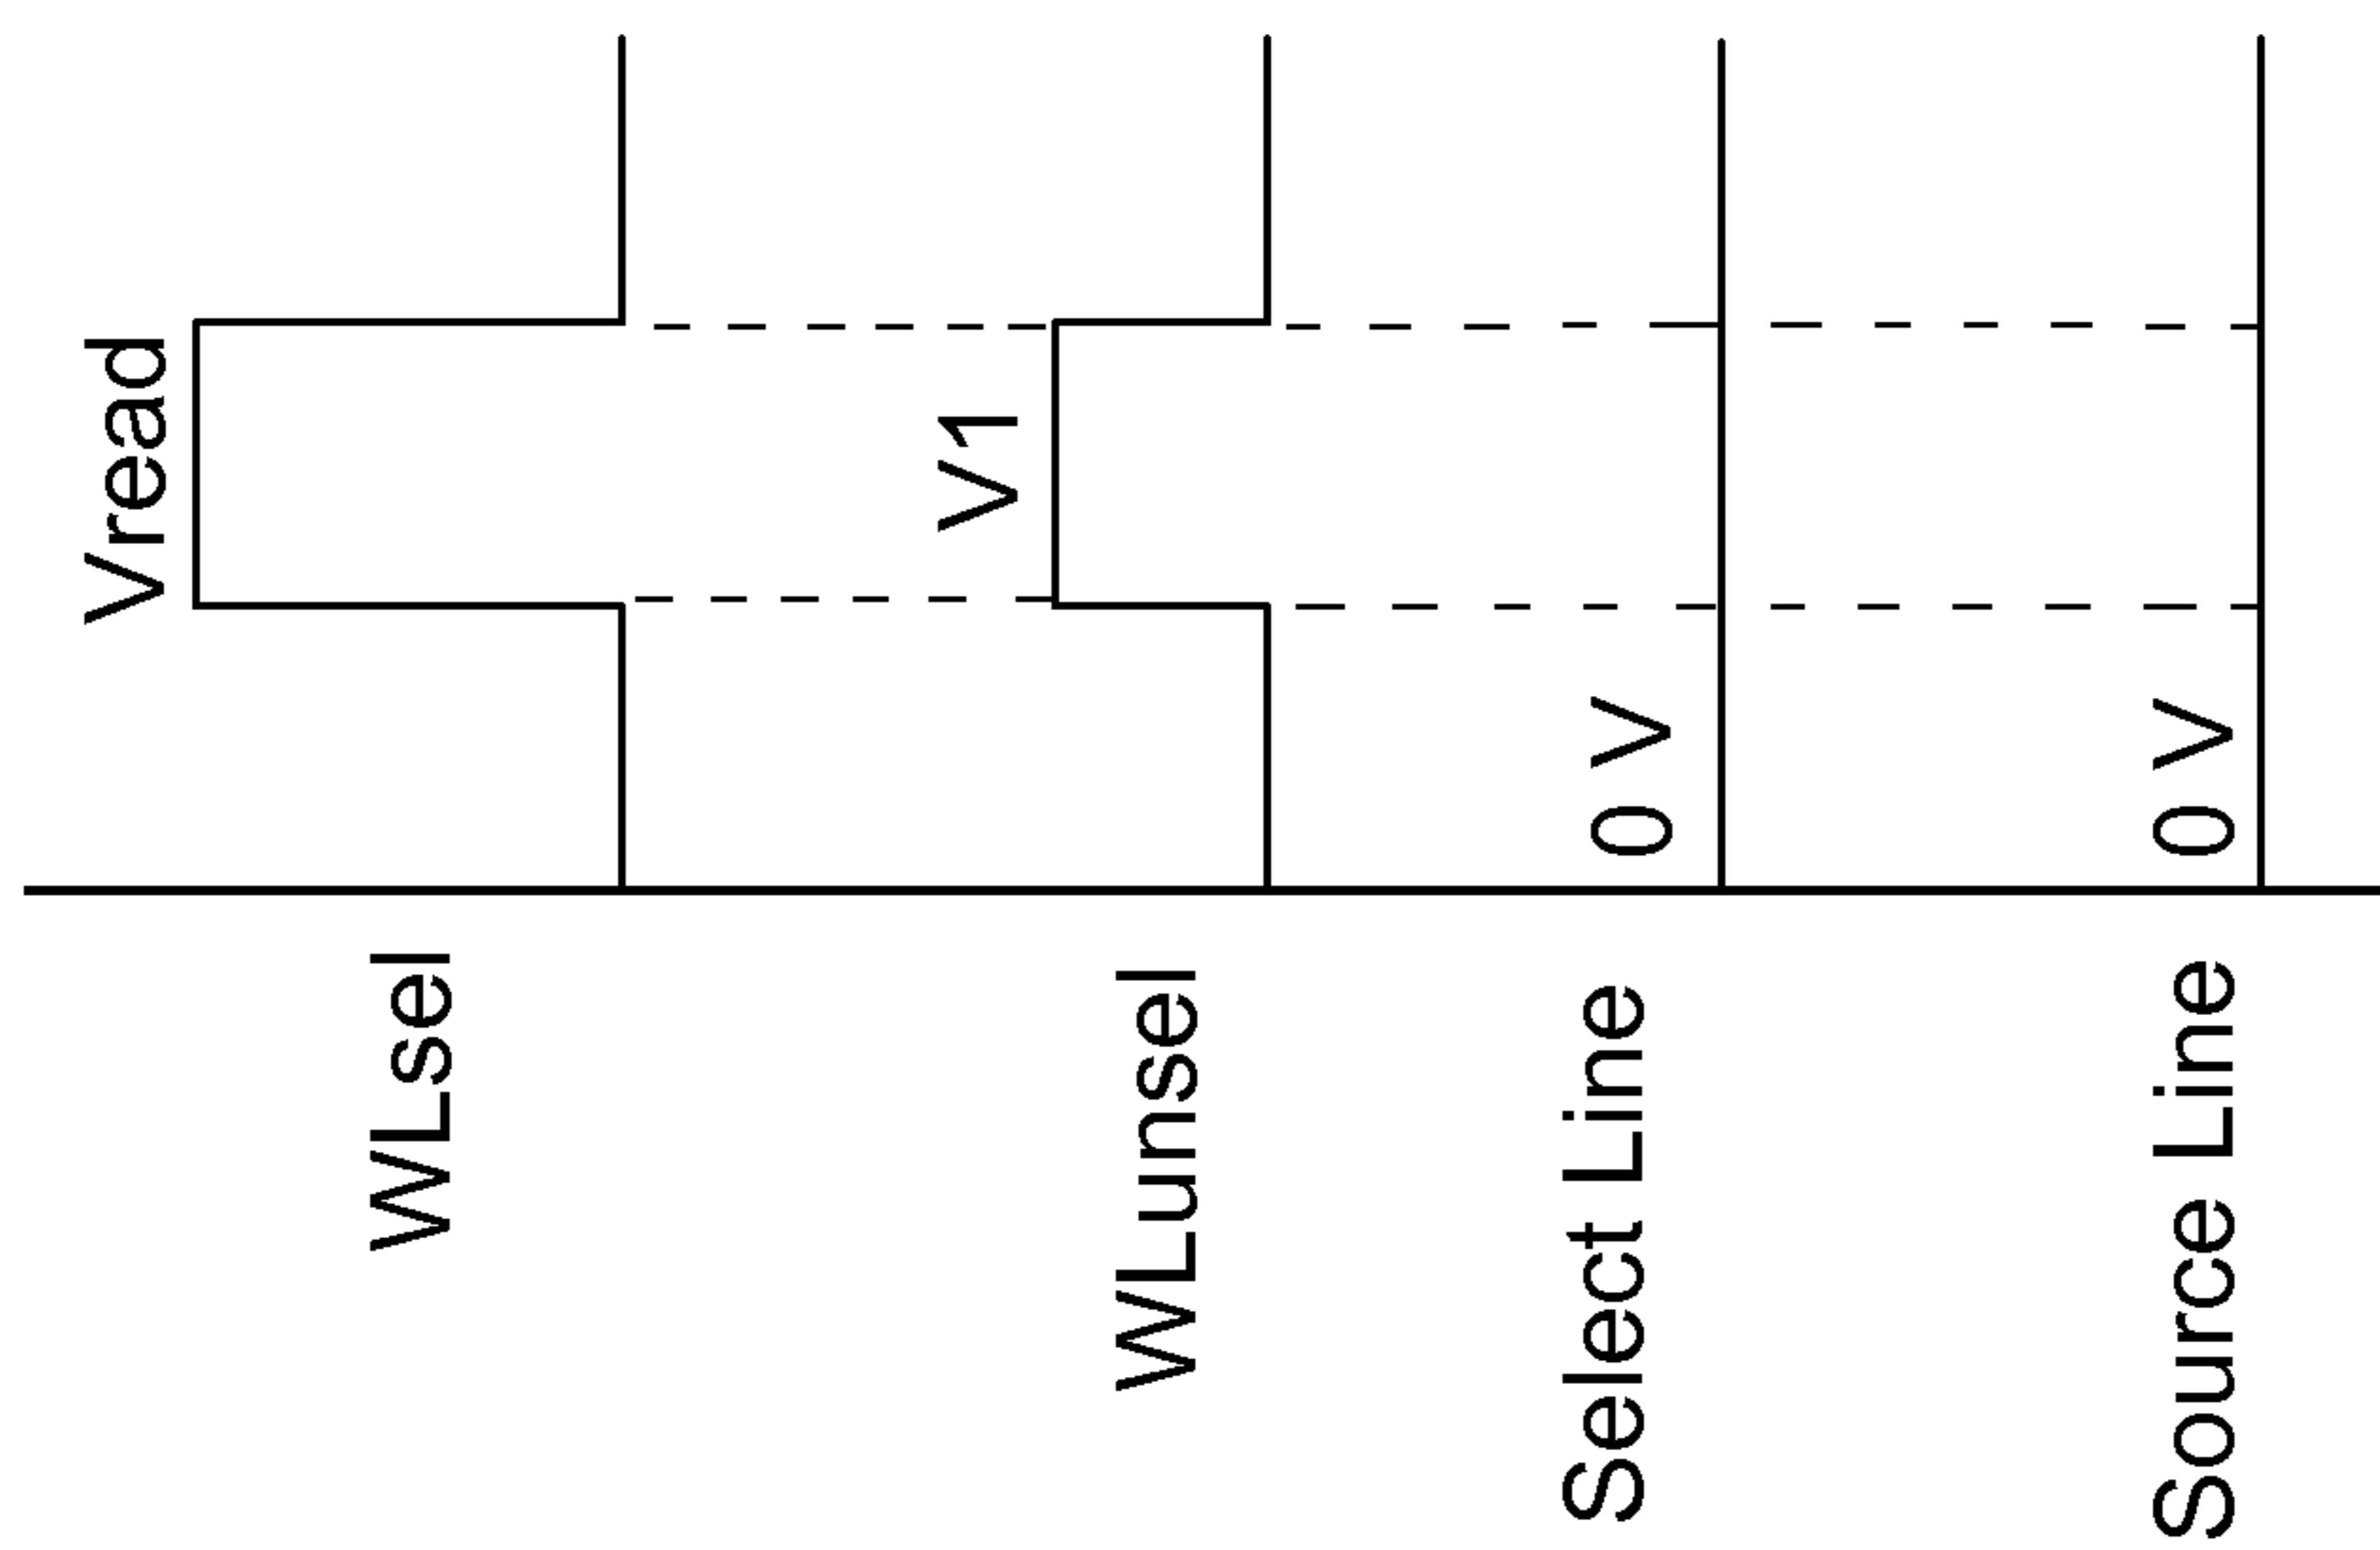 Vread
WLsel
V1
WLunsel
0 V
Select Line
0 V
Source Line